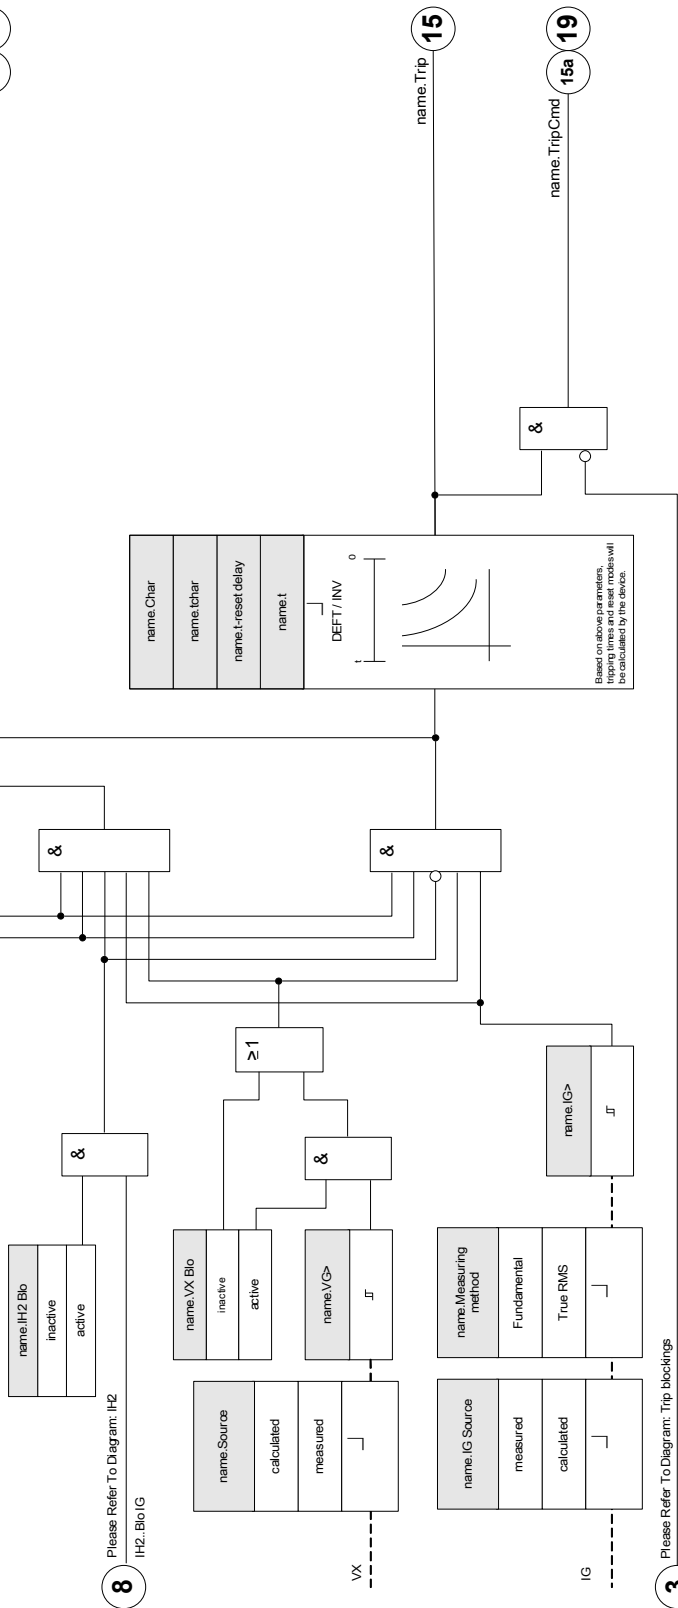 15
name.Trip
19
15a
name.TripCmd
name.Char
name.tchar
name.t-reset delay
name.t
DEFT / INV
t
0
Based on above parameters,
tripping times and reset modes will
be calculated by the device.
&
&
&
≥1
&
&
name.IH2 Blo
inactive
active
8
Please Refer To Diagram: IH2
IH2..Blo IG
name.VX Blo
inactive
active
name.VG>
name.Source
calculated
measured
VX
name.IG>
name.Measuring
method
Fundamental
True RMS
name.IG Source
measured
calculated
IG
3
Please Refer To Diagram: Trip blockings